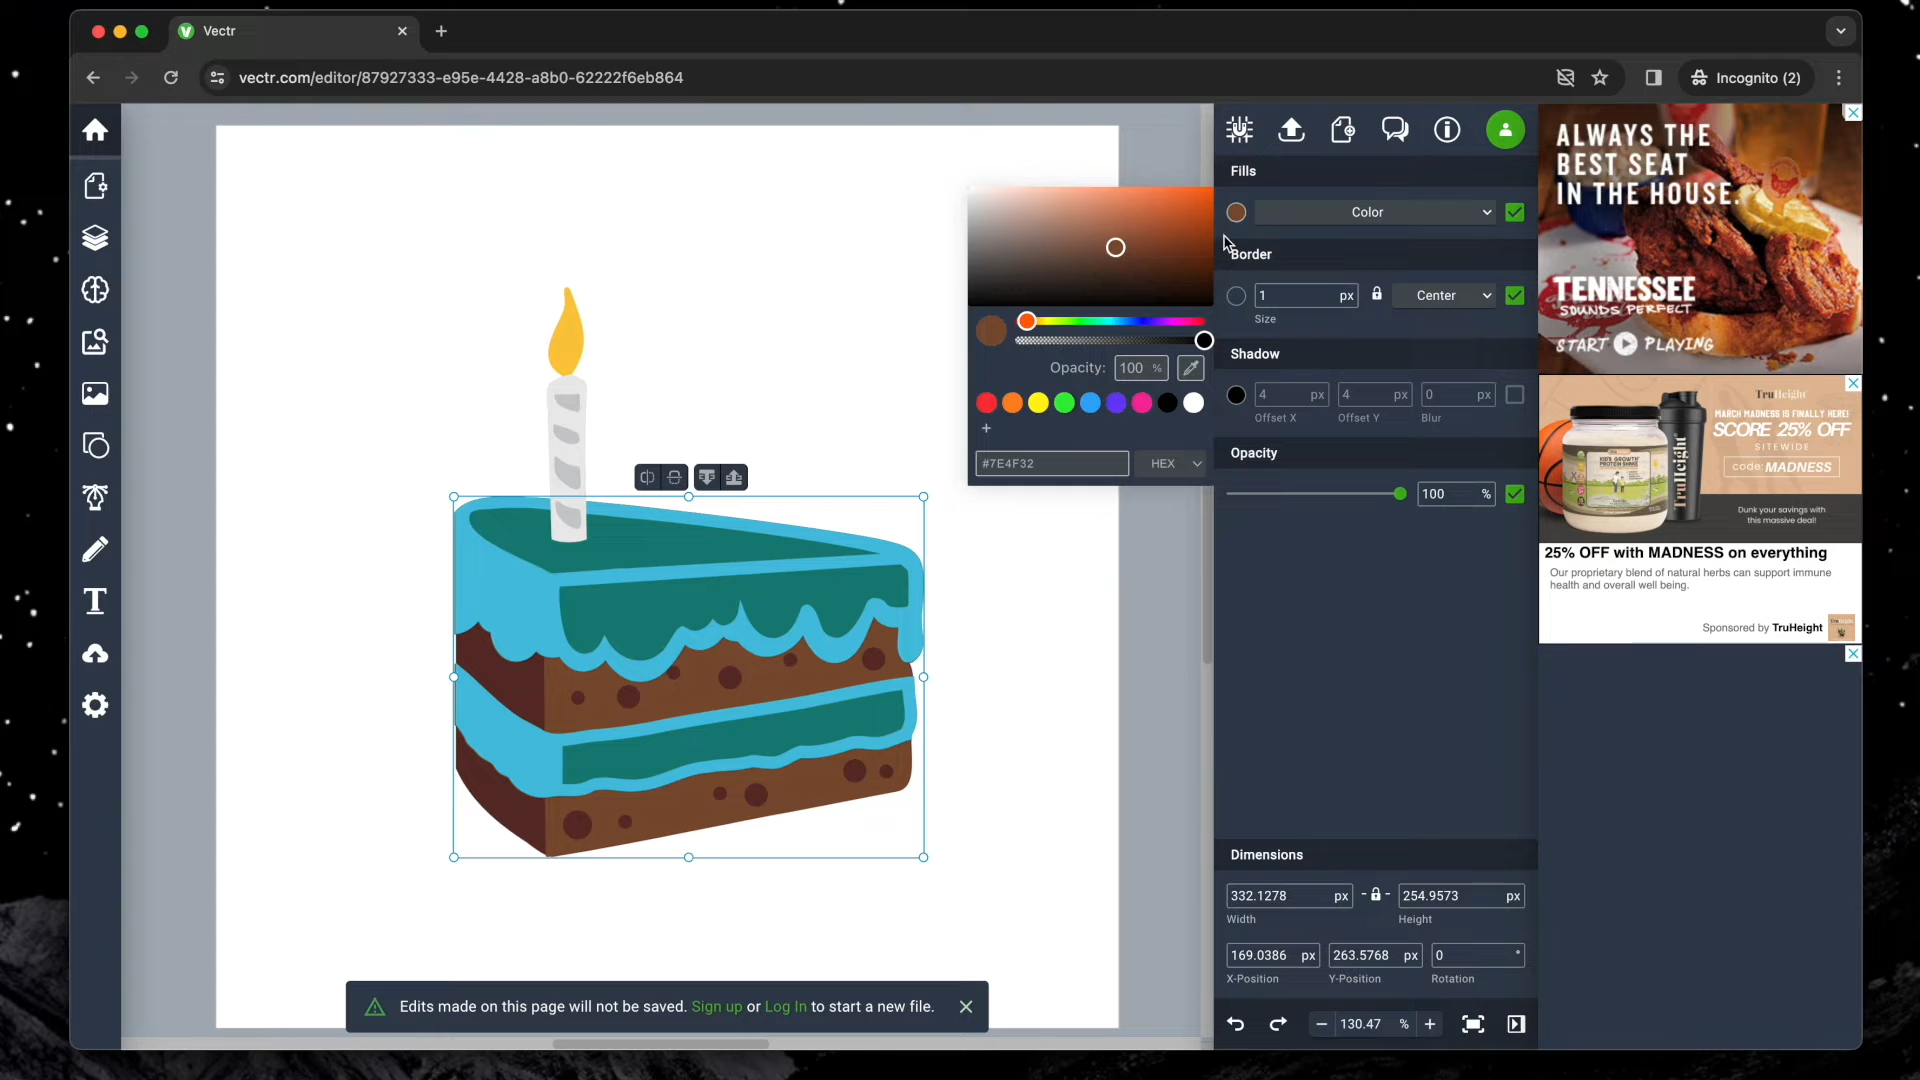 Vectr
vectr.com/editor/87927333-e95e-4428-a8b0-62222f6eb864
Incognito (2)
Fills
Color
Border
1 px
Center
Size
Shadow
4 px
4 px
0 px
Offset X
Offset Y
Blur
Opacity
100 %
Opacity: 100 %
+
#7E4F32
HEX
Dimensions
332.1278 px
254.9573 px
Width
Height
169.0386 px
263.5768 px
0 °
X-Position
Y-Position
Rotation
130.47 %
Edits made on this page will not be saved. Sign up or Log In to start a new file.
ALWAYS THE
BEST SEAT
IN THE HOUSE.
TENNESSEE
SOUNDS PERFECT
START PLAYING
TruHeight
MARCH MADNESS IS FINALLY HERE!
SCORE 25% OFF
SITEWIDE
code: MADNESS
TruHeight
KID'S GROWTH
PROTEIN SHAKE
Dunk your savings with
this massive deal!
25% OFF with MADNESS on everything
Our proprietary blend of natural herbs can support immune
health and overall well being.
Sponsored by TruHeight